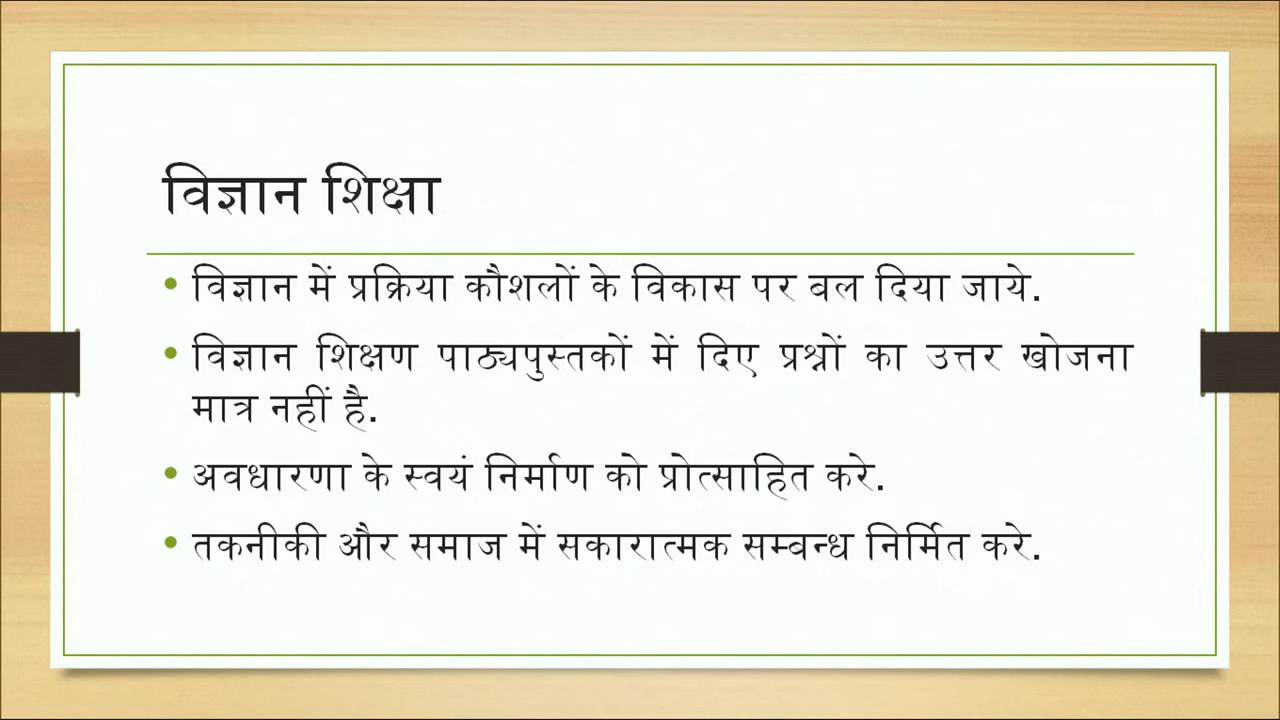 विज्ञान शिक्षा
• विज्ञान में प्रक्रिया कौशलों के विकास पर बल दिया जाये.
• विज्ञान शिक्षण पाठ्यपुस्तकों में दिए प्रश्नों का उत्तर खोजना
मात्र नहीं है.
• अवधारणा के स्वयं निर्माण को प्रोत्साहित करे.
• तकनीकी और समाज में सकारात्मक सम्बन्ध निर्मित करे.